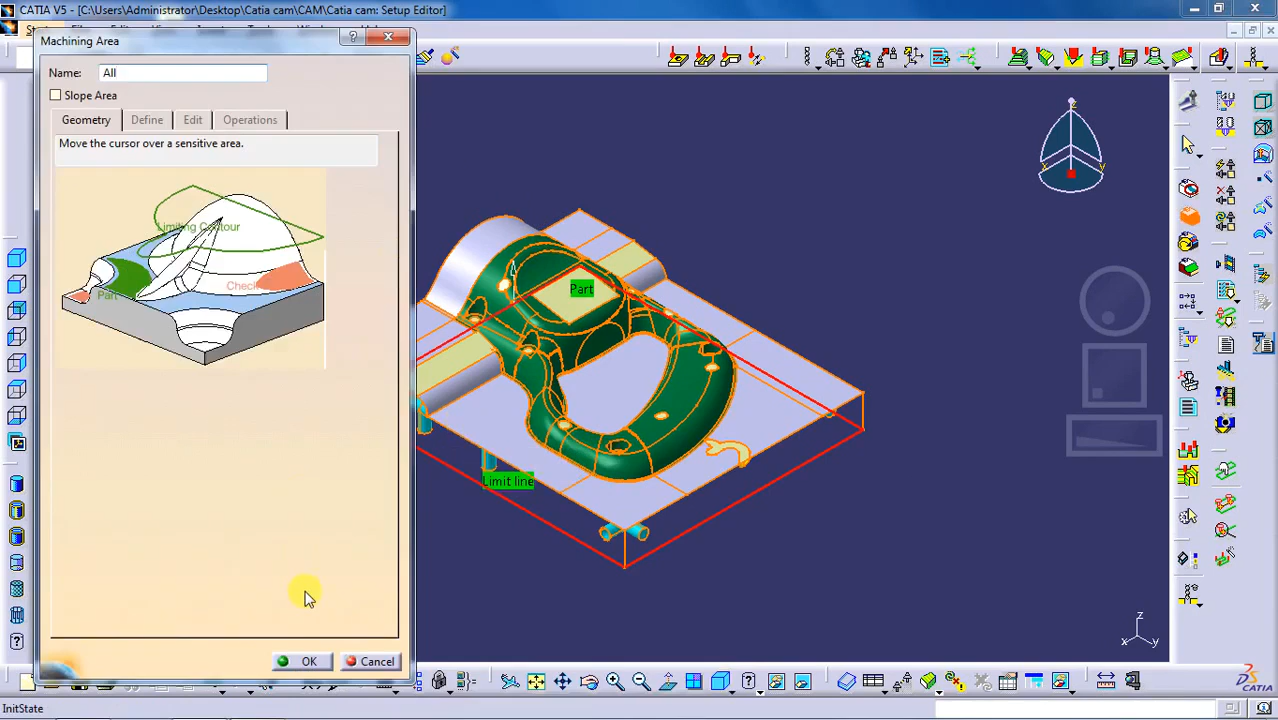 CATIA V5 - [C:\Users\Administrator\Desktop\Catia cam\CAM\Catia cam: Setup Editor]
Machining Area
Name: All
Slope Area
Geometry Define Edit Operations
Move the cursor over a sensitive area.
Limiting Contour
Part
Check
Part
Limit line
z
x y
z
x y
OK Cancel
CATIA
InitState